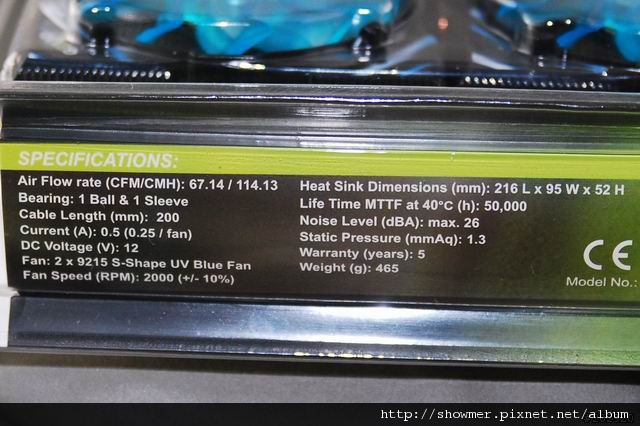 SPECIFICATIONS:
Air Flow rate (CFM/CMH): 67.14 / 114.13
Bearing: 1 Ball & 1 Sleeve
Cable Length (mm): 200
Current (A): 0.5 (0.25 / fan)
DC Voltage (V): 12
Fan: 2 x 9215 S-Shape UV Blue Fan
Fan Speed (RPM): 2000 (+/- 10%)
Heat Sink Dimensions (mm): 216 L x 95 W x 52 H
Life Time MTTF at 40°C (h): 50,000
Noise Level (dBA): max. 26
Static Pressure (mmAq): 1.3
Warranty (years): 5
Weight (g): 465
CE
Model No.:
http://showmer.pixnet.net/album